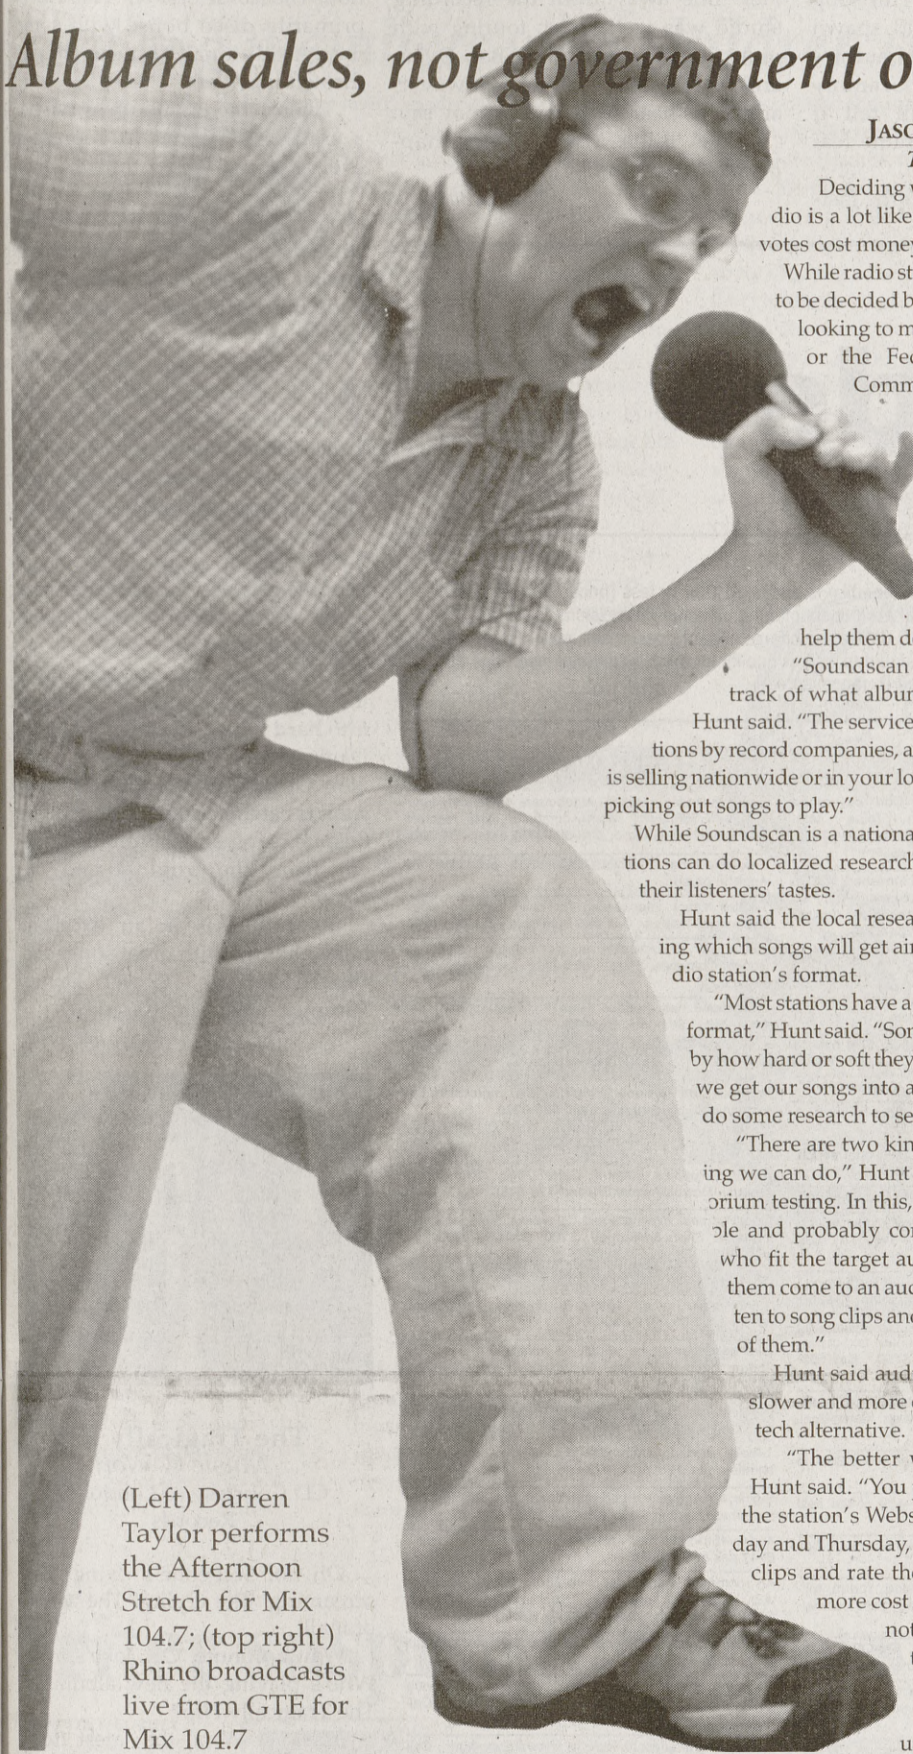 Album sales, not government o
JASO
Deciding
dio is a lot like
votes cost money
While radio st
to be decided b
looking to m
or the Fed
Comm
help them d
"Soundscan
track of what albu
Hunt said. "The service
tions by record companies, a
is selling nationwide or in your lo
picking out songs to play."
While Soundscan is a nationa
tions can do localized research
their listeners' tastes.
Hunt said the local resea
ing which songs will get air
dio station's format.
"Most stations have a
format," Hunt said. "Son
by how hard or soft they
we get our songs into a
do some research to se
"There are two kin
ing we can do," Hunt
orium testing. In this,
ple and probably co
who fit the target au
them come to an aud
ten to song clips and
of them."
Hunt said aud
slower and more
tech alternative.
"The better
Hunt said. "You
the station's Webs
day and Thursday,
clips and rate th
more cost
not
(Left) Darren
Taylor performs
the Afternoon
Stretch for Mix
104.7; (top right)
Rhino broadcasts
live from GTE for
Mix 104.7